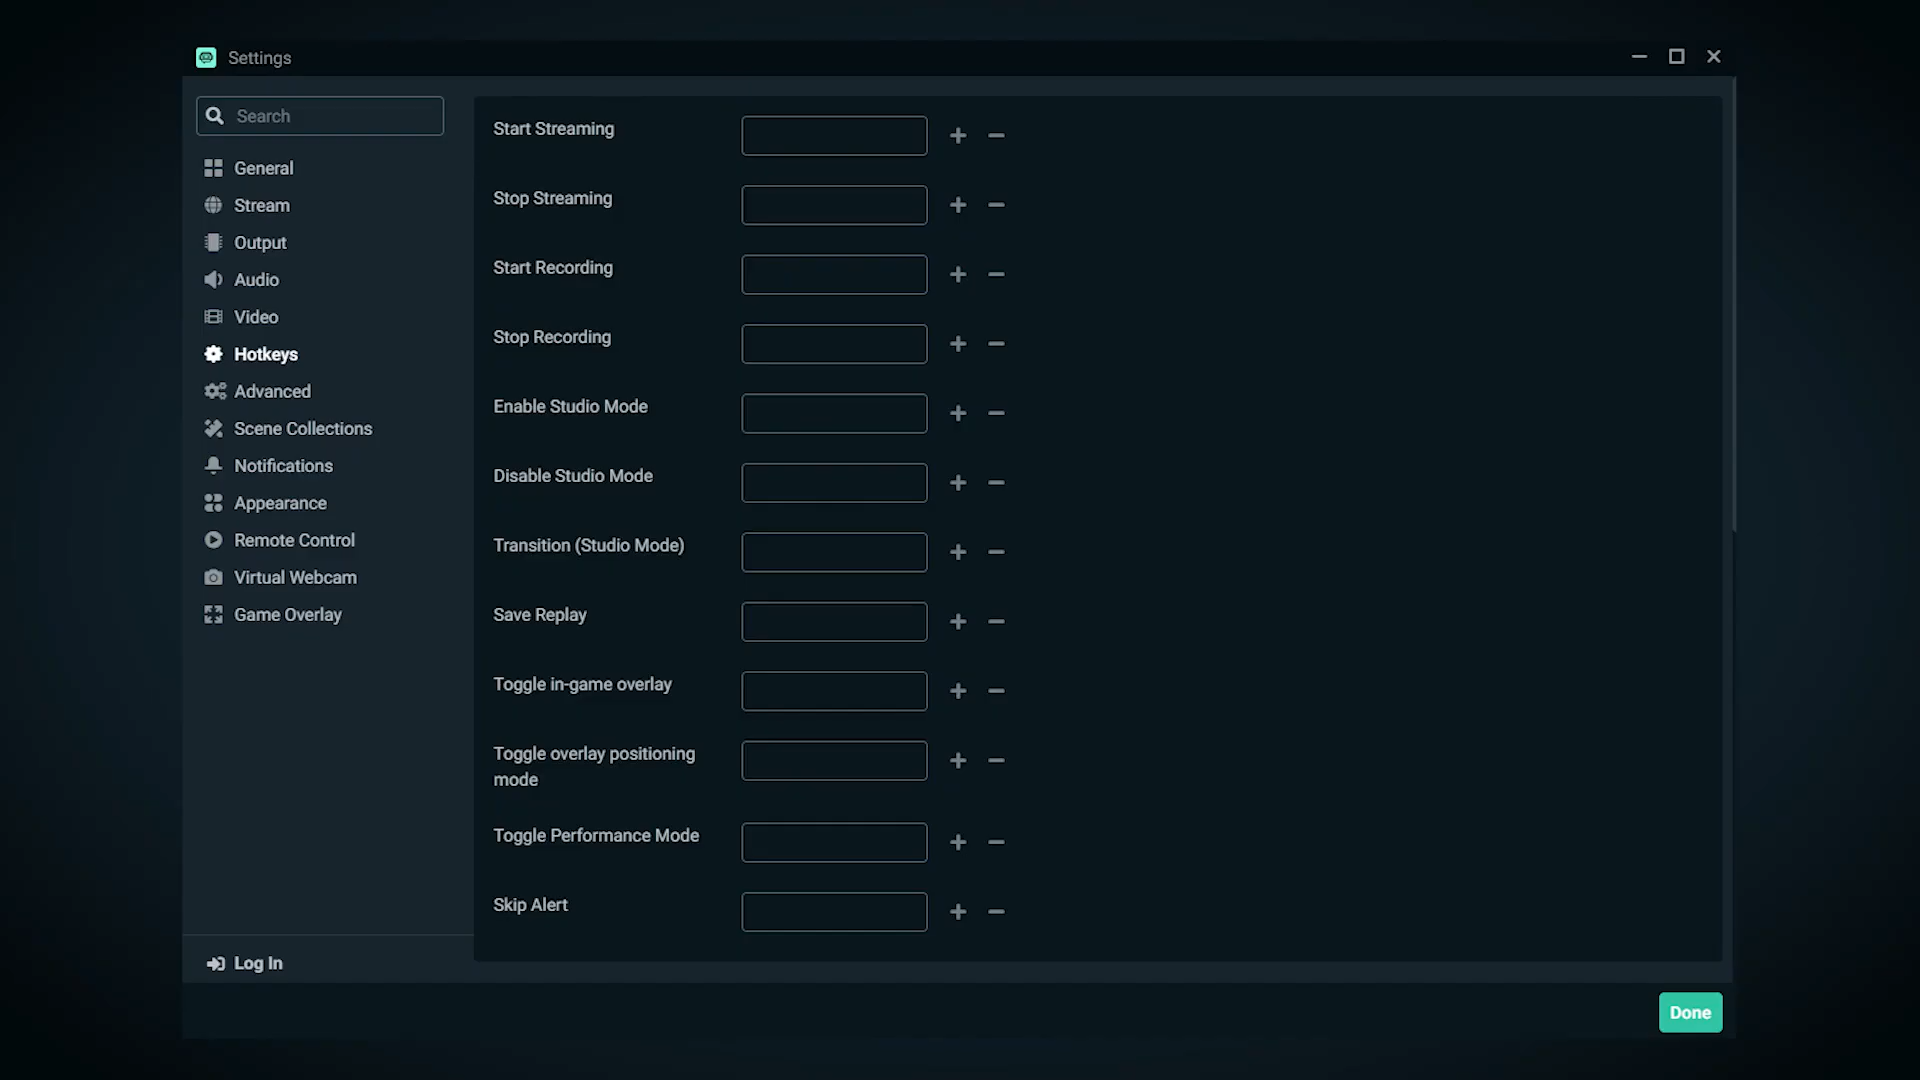 Settings
Search
General
Stream
Output
Audio
Video
Hotkeys
Advanced
Scene Collections
Notifications
Appearance
Remote Control
Virtual Webcam
Game Overlay
Log In
Start Streaming
Stop Streaming
Start Recording
Stop Recording
Enable Studio Mode
Disable Studio Mode
Transition (Studio Mode)
Save Replay
Toggle in-game overlay
Toggle overlay positioning
mode
Toggle Performance Mode
Skip Alert
Done